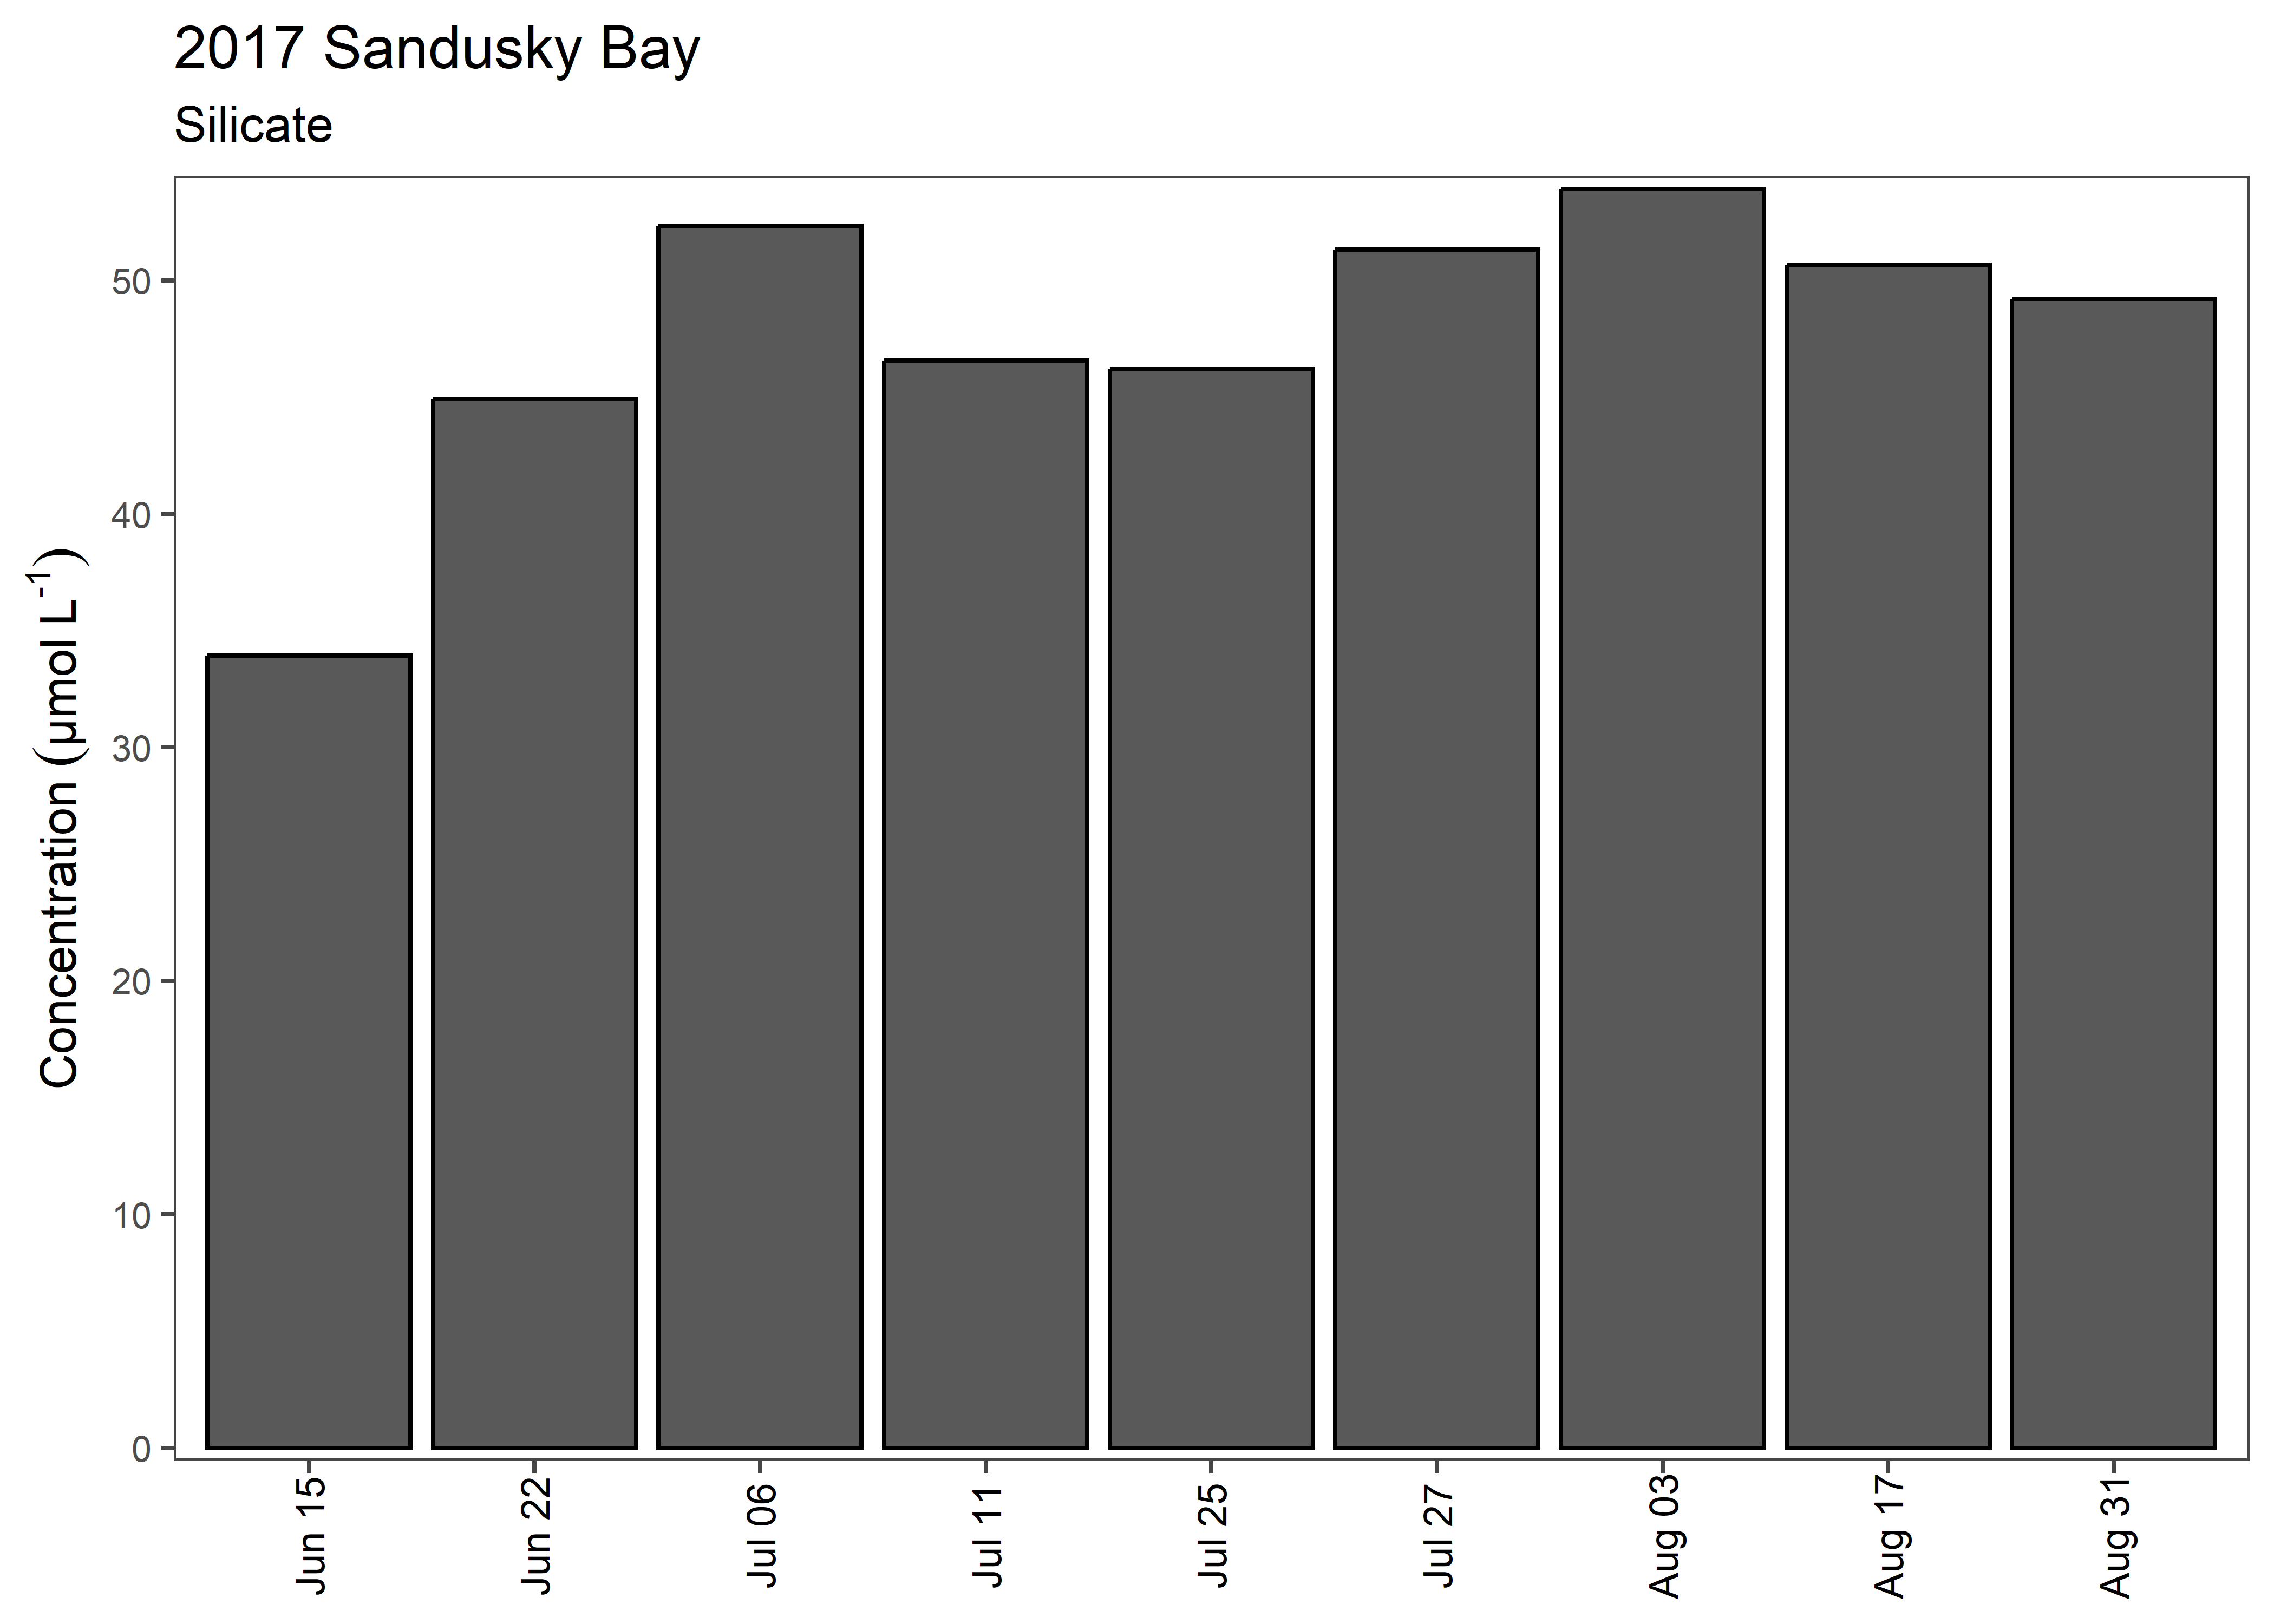 2017 Sandusky Bay
Silicate
Concentration (µmol L⁻¹)
50
40
30
20
10
0
Jun 15
Jun 22
Jul 06
Jul 11
Jul 25
Jul 27
Aug 03
Aug 17
Aug 31